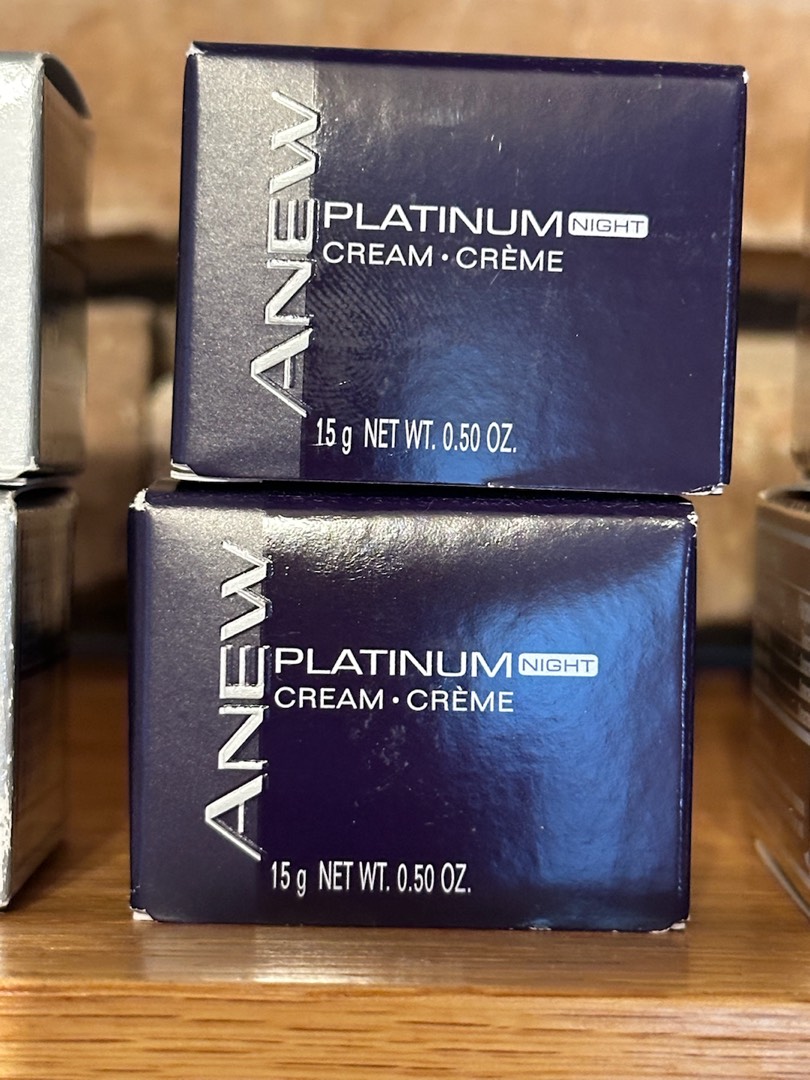 ANEW
PLATINUM NIGHT
CREAM • CRÈME
15 g NET WT. 0.50 OZ.
ANEW
PLATINUM NIGHT
CREAM • CRÈME
15 g NET WT. 0.50 OZ.